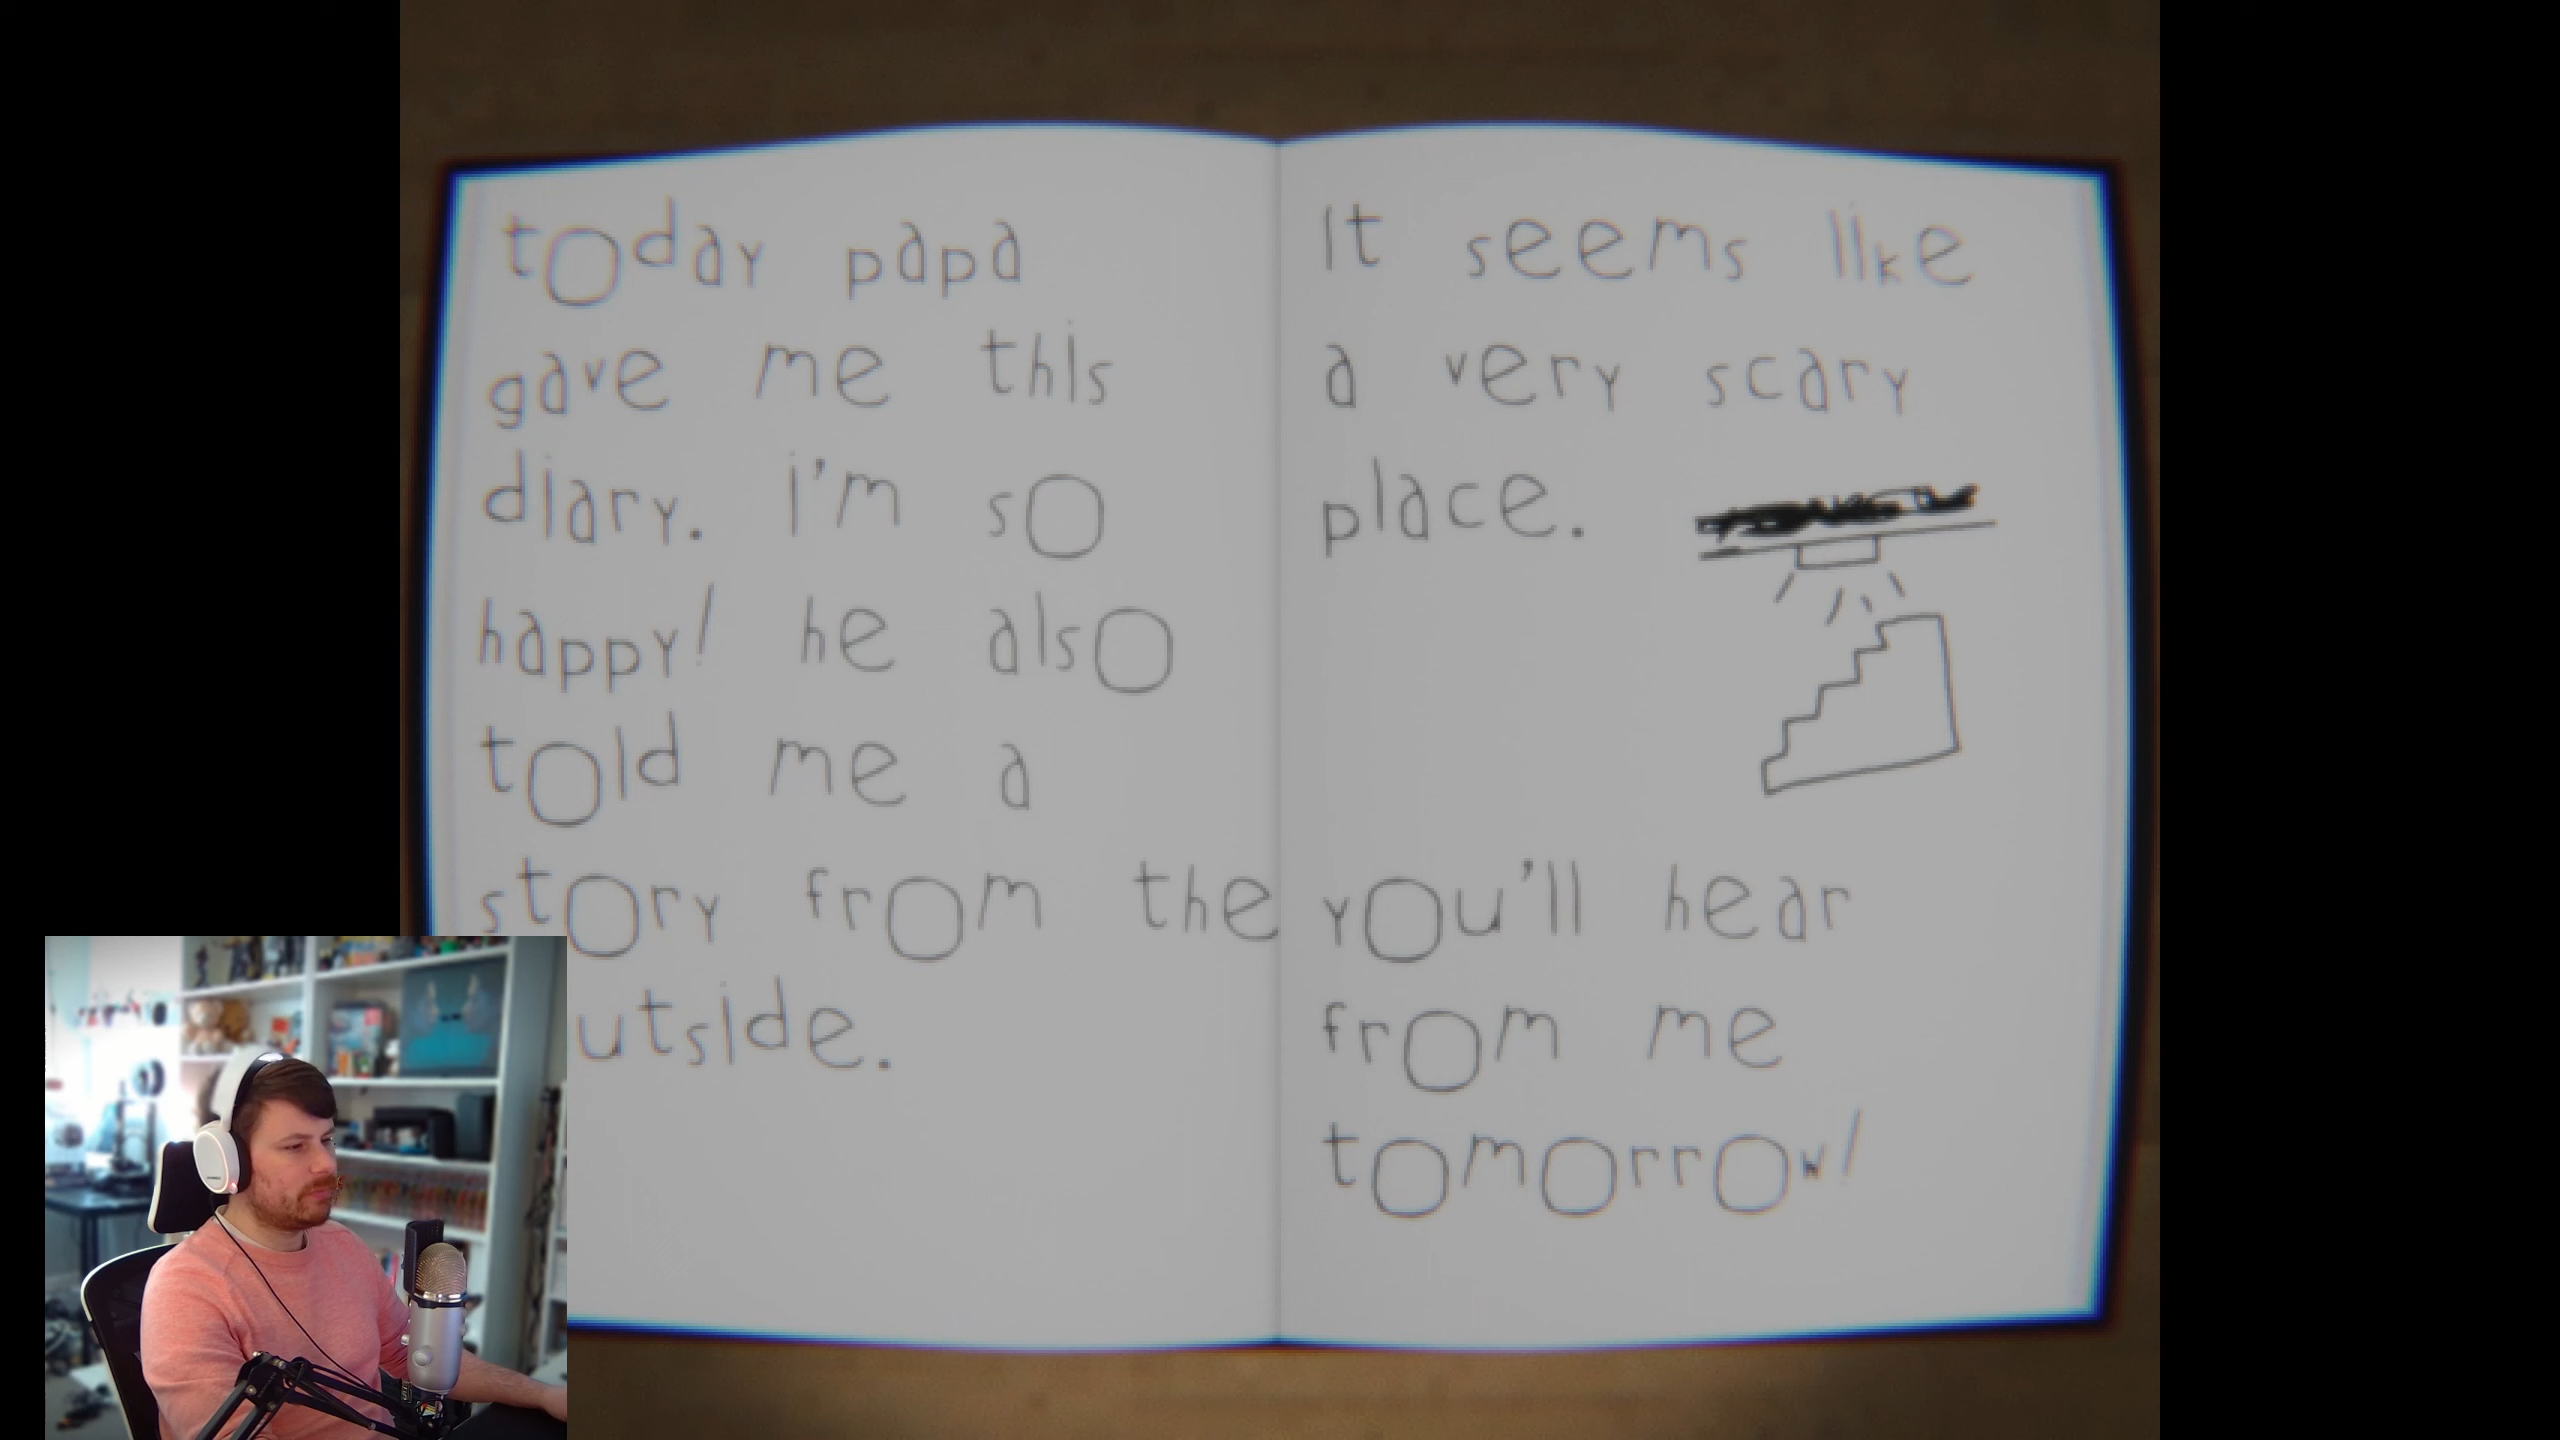 today papa
gave me this
diary. i'm so
happy! he also
told me a
story from the
utside.
It seems like
a very scary
place.
you'll hear
from me
tomorrow!